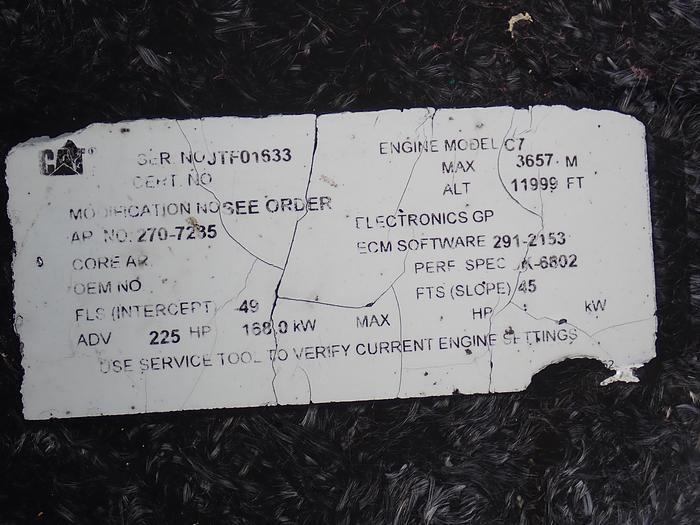 CAT
SER. NO JTF01633
CERT. NO
MODIFICATION NO SEE ORDER
AR. NO. 270-7235
CORE AR.
OEM NO.
FLS (INTERCEPT) 49
ADV 225 HP 168.0 kW
ENGINE MODEL C7
MAX 3657 M
ALT 11999 FT
ELECTRONICS GP
ECM SOFTWARE 291-2153
PERF SPEC K-6802
FTS (SLOPE) 45
MAX HP kW
USE SERVICE TOOL TO VERIFY CURRENT ENGINE SETTINGS